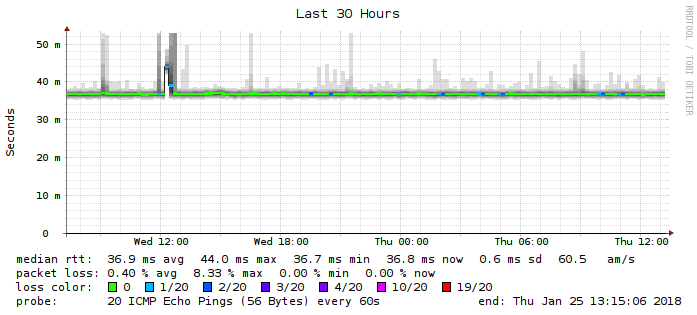 Last 30 Hours
RRDTOOL / TOBI OETIKER
Seconds
50 m
40 m
30 m
20 m
10 m
0
Wed 12:00 Wed 18:00 Thu 00:00 Thu 06:00 Thu 12:00
median rtt: 36.9 ms avg 44.0 ms max 36.7 ms min 36.8 ms now 0.6 ms sd 60.5 am/s
packet loss: 0.40 % avg 8.33 % max 0.00 % min 0.00 % now
loss color: 0 1/20 2/20 3/20 4/20 10/20 19/20
probe: 20 ICMP Echo Pings (56 Bytes) every 60s end: Thu Jan 25 13:15:06 2018